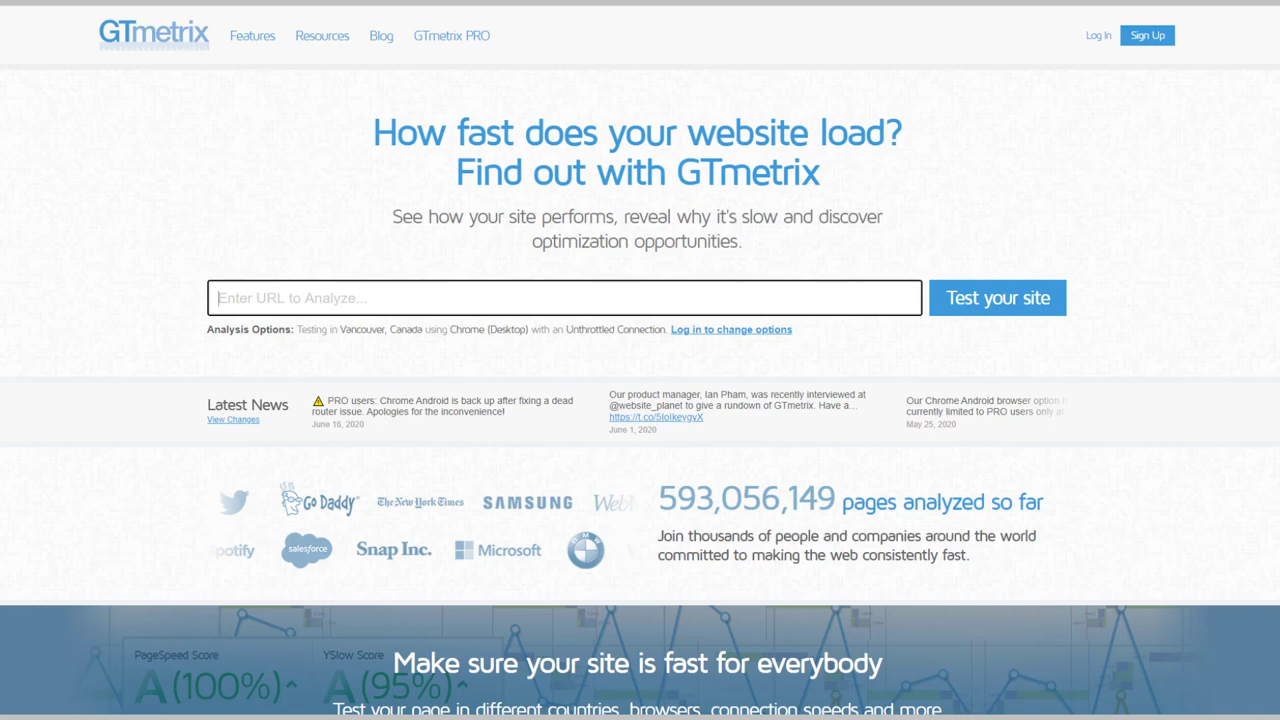 GTmetrix
Features Resources Blog GTmetrix PRO
Log In Sign Up
How fast does your website load?
Find out with GTmetrix
See how your site performs, reveal why it's slow and discover
optimization opportunities.
Enter URL to Analyze...
Test your site
Analysis Options: Testing in Vancouver, Canada using Chrome (Desktop) with an Unthrottled Connection. Log in to change options
Latest News
View Changes
PRO users: Chrome Android is back up after fixing a dead
router issue. Apologies for the inconvenience!
June 16, 2020
Our product manager, Ian Pham, was recently interviewed at
@website_planet to give a rundown of GTmetrix. Have a…
https://t.co/5IoIkeygvX
June 1, 2020
Our Chrome Android browser option
currently limited to PRO users only
May 25, 2020
Go Daddy
The New York Times
SAMSUNG
salesforce
Snap Inc.
Microsoft
BMW
593,056,149 pages analyzed so far
Join thousands of people and companies around the world
committed to making the web consistently fast.
PageSpeed Score
A (100%)
YSlow Score
A (95%)
Make sure your site is fast for everybody
Test your page in different countries, browsers, connection speeds and more.